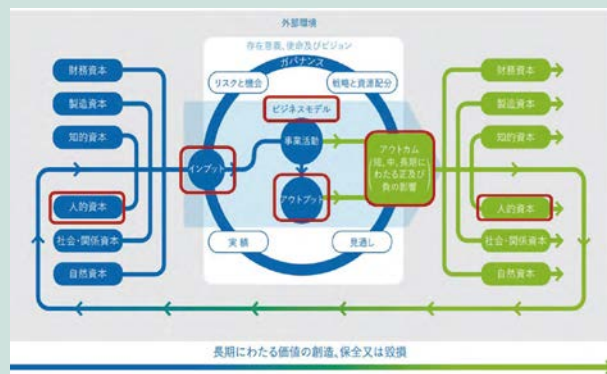 外部環境
存在意義、使命及びビジョン
ガバナンス
財務資本
製造資本
知的資本
人的資本
社会・関係資本
自然資本
リスクと機会
戦略と資源配分
ビジネスモデル
インプット
事業活動
アウトプット
アウトカム
(短、中、長期に
わたる正及び
負の影響)
実績
見通し
財務資本
製造資本
知的資本
人的資本
社会・関係資本
自然資本
長期にわたる価値の創造、保全又は毀損